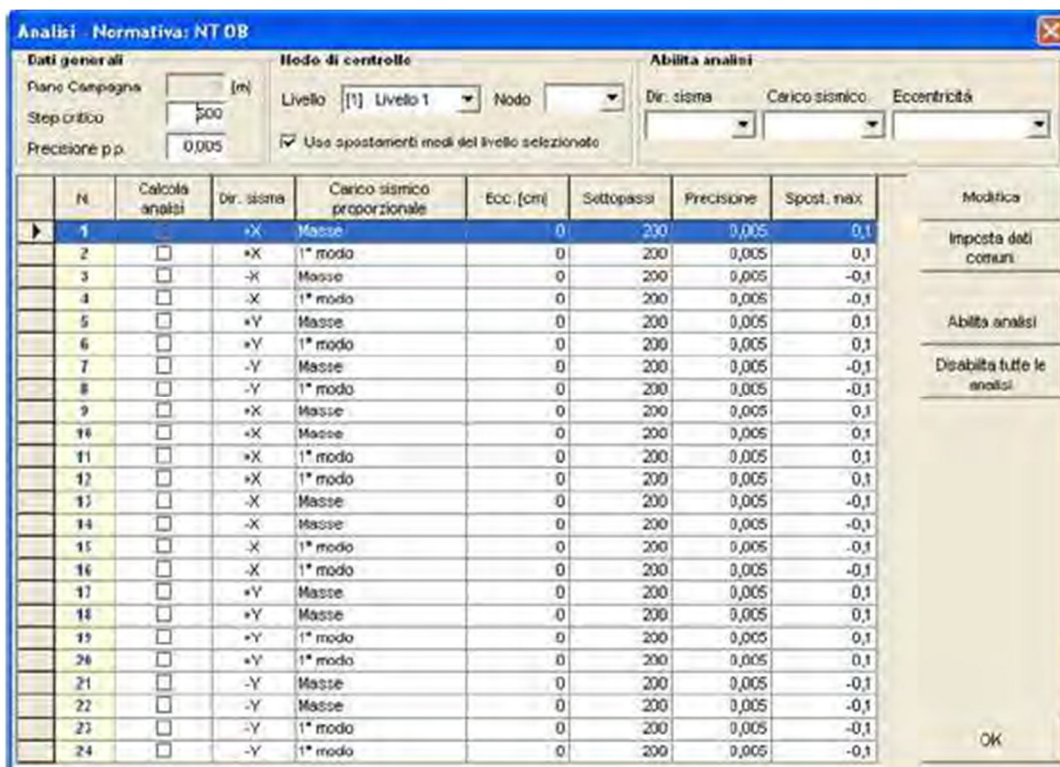 Analisi - Normativa: NT 08
Dati generali
Piano Campagna [m]
Step critico 500
Precisione p.p. 0,005
Nodo di controllo
Livello [1] Livello 1 Nodo
Usa spostamenti medi del livello selezionato
Abilita analisi
Dir. sisma Carico sismico Eccentricità
N. Calcola analisi Dir. sisma Carico sismico proporzionale Ecc. [cm] Sottopassi Precisione Spost. max
1 +X Masse 0 200 0,005 0,1
2 +X 1° modo 0 200 0,005 0,1
3 -X Masse 0 200 0,005 -0,1
4 -X 1° modo 0 200 0,005 -0,1
5 +Y Masse 0 200 0,005 0,1
6 +Y 1° modo 0 200 0,005 0,1
7 -Y Masse 0 200 0,005 -0,1
8 -Y 1° modo 0 200 0,005 -0,1
9 +X Masse 0 200 0,005 0,1
10 +X Masse 0 200 0,005 0,1
11 +X 1° modo 0 200 0,005 0,1
12 +X 1° modo 0 200 0,005 0,1
13 -X Masse 0 200 0,005 -0,1
14 -X Masse 0 200 0,005 -0,1
15 -X 1° modo 0 200 0,005 -0,1
16 -X 1° modo 0 200 0,005 -0,1
17 +Y Masse 0 200 0,005 0,1
18 +Y Masse 0 200 0,005 0,1
19 +Y 1° modo 0 200 0,005 0,1
20 +Y 1° modo 0 200 0,005 0,1
21 -Y Masse 0 200 0,005 -0,1
22 -Y Masse 0 200 0,005 -0,1
23 -Y 1° modo 0 200 0,005 -0,1
24 -Y 1° modo 0 200 0,005 -0,1
Modifica
Imposta dati
comuni
Abilita analisi
Disabilita tutte le
analisi
OK